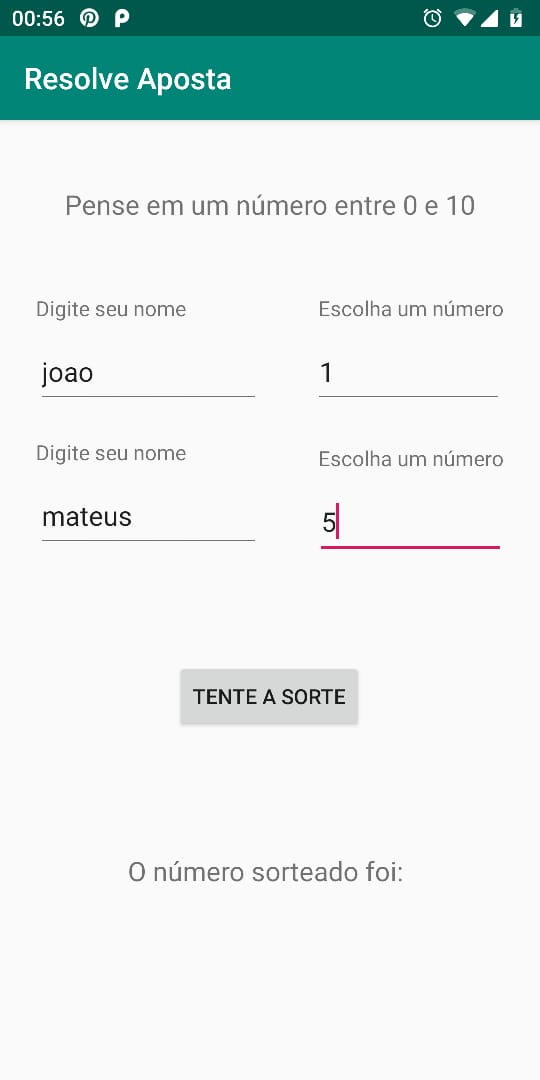 00:56
Resolve Aposta
Pense em um número entre 0 e 10
Digite seu nome
Escolha um número
joao
1
Digite seu nome
Escolha um número
mateus
5
TENTE A SORTE
O número sorteado foi: